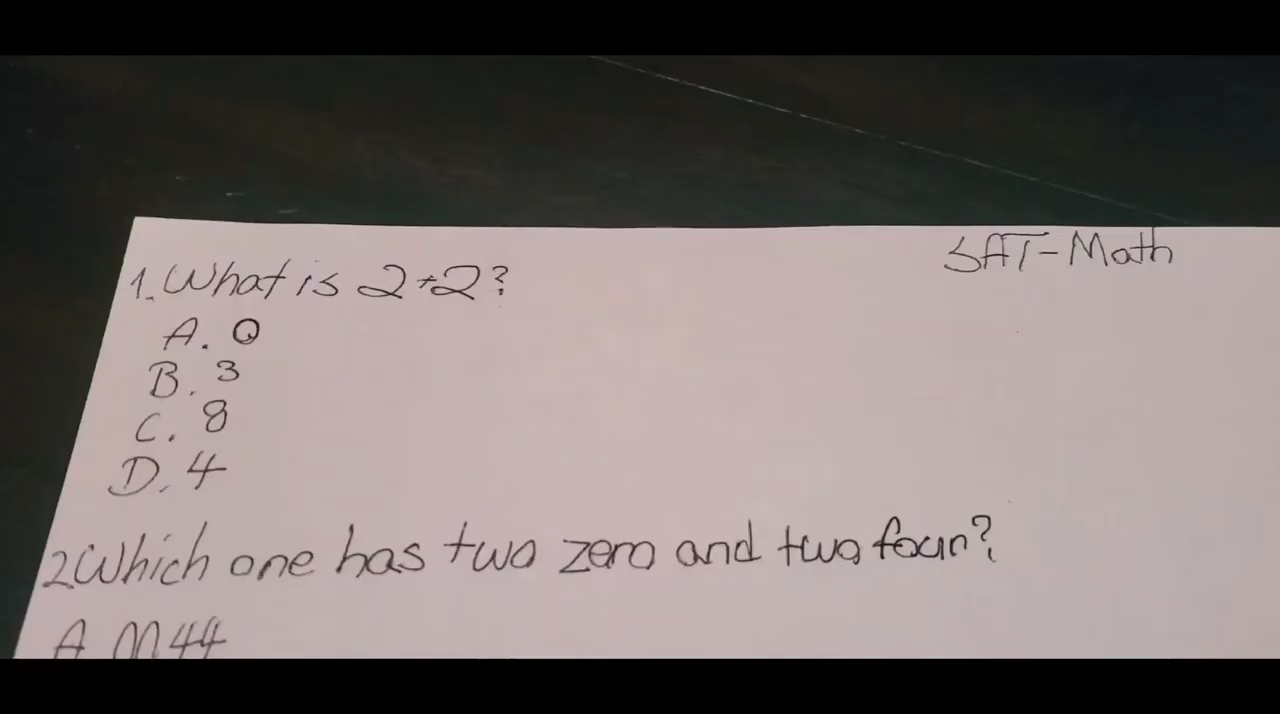 SAT-Math
1. What is 2+2?
A. 0
B. 3
C. 8
D. 4
2 Which one has two zero and two four?
A